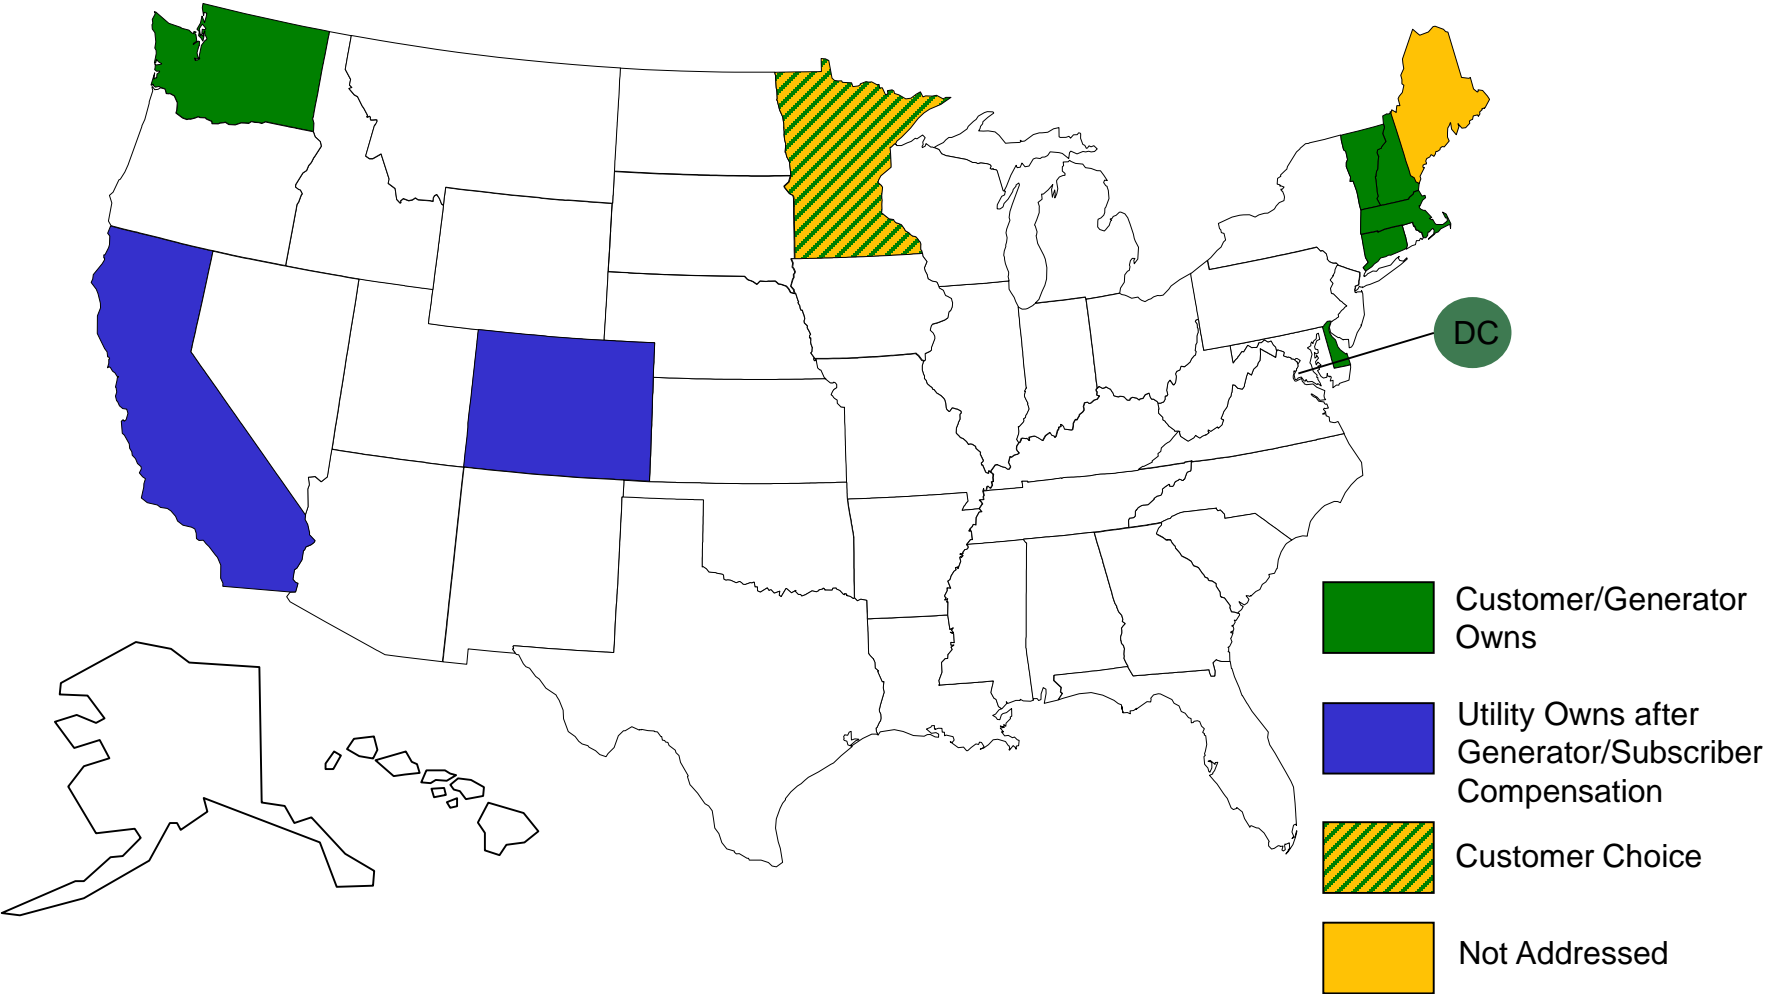 DC
Customer/Generator
Owns
Utility Owns after
Generator/Subscriber
Compensation
Customer Choice
Not Addressed